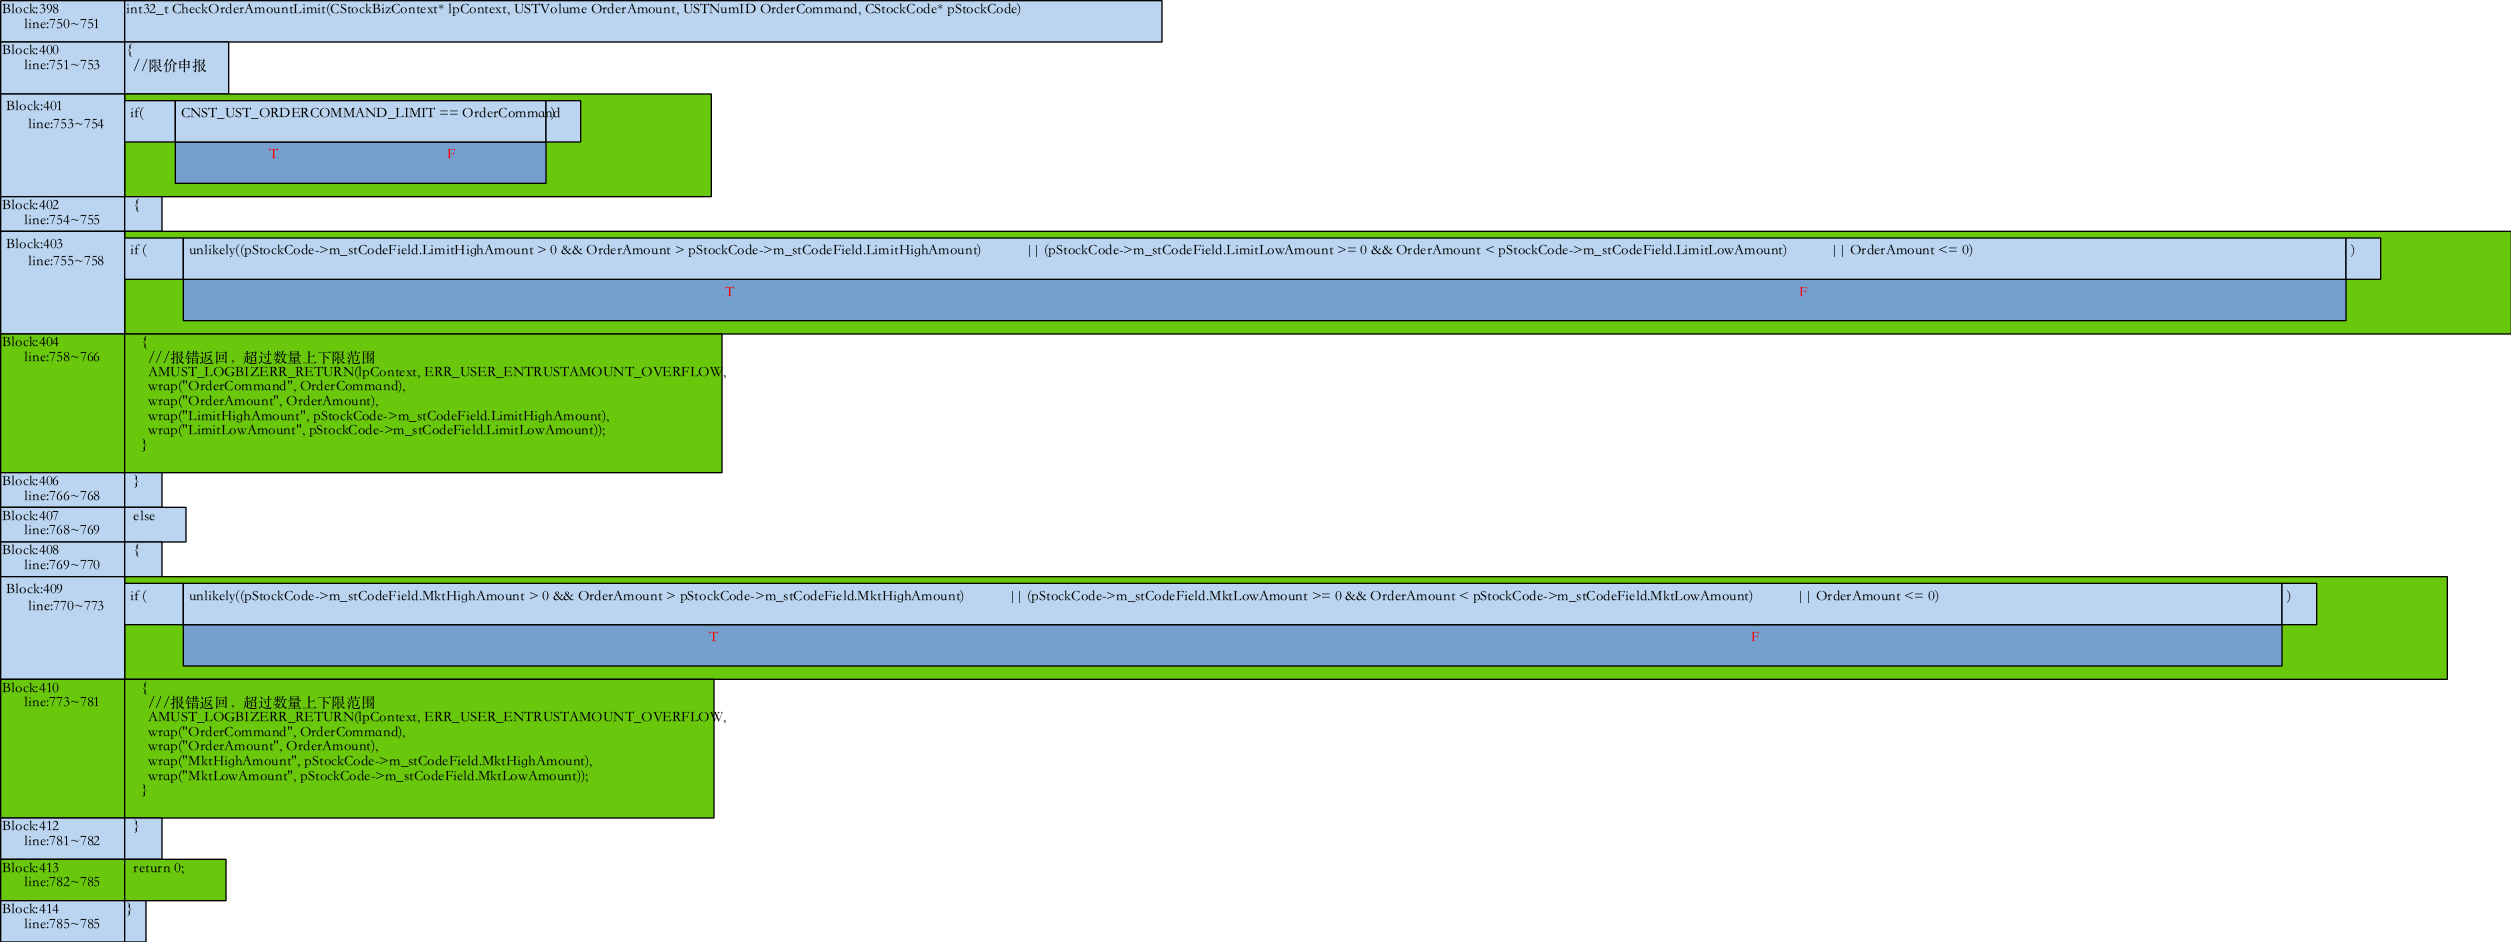 Block:398
line:750~751
int32_t CheckOrderAmountLimit(CStockBizContext* lpContext, USTVolume OrderAmount, USTNumID OrderCommand, CStockCode* pStockCode)
Block:400
line:751~753
{
//限价申报
Block:401
line:753~754
if( CNST_UST_ORDERCOMMAND_LIMIT == OrderCommand )
T F
Block:402
line:754~755
{
Block:403
line:755~758
if ( unlikely((pStockCode->m_stCodeField.LimitHighAmount > 0 && OrderAmount > pStockCode->m_stCodeField.LimitHighAmount) || (pStockCode->m_stCodeField.LimitLowAmount >= 0 && OrderAmount < pStockCode->m_stCodeField.LimitLowAmount) || OrderAmount <= 0) )
T F
Block:404
line:758~766
{
///报错返回，超过数量上下限范围
AMUST_LOGBIZERR_RETURN(lpContext, ERR_USER_ENTRUSTAMOUNT_OVERFLOW,
wrap("OrderCommand", OrderCommand),
wrap("OrderAmount", OrderAmount),
wrap("LimitHighAmount", pStockCode->m_stCodeField.LimitHighAmount),
wrap("LimitLowAmount", pStockCode->m_stCodeField.LimitLowAmount));
}
Block:406
line:766~768
}
Block:407
line:768~769
else
Block:408
line:769~770
{
Block:409
line:770~773
if ( unlikely((pStockCode->m_stCodeField.MktHighAmount > 0 && OrderAmount > pStockCode->m_stCodeField.MktHighAmount) || (pStockCode->m_stCodeField.MktLowAmount >= 0 && OrderAmount < pStockCode->m_stCodeField.MktLowAmount) || OrderAmount <= 0) )
T F
Block:410
line:773~781
{
///报错返回，超过数量上下限范围
AMUST_LOGBIZERR_RETURN(lpContext, ERR_USER_ENTRUSTAMOUNT_OVERFLOW,
wrap("OrderCommand", OrderCommand),
wrap("OrderAmount", OrderAmount),
wrap("MktHighAmount", pStockCode->m_stCodeField.MktHighAmount),
wrap("MktLowAmount", pStockCode->m_stCodeField.MktLowAmount));
}
Block:412
line:781~782
}
Block:413
line:782~785
return 0;
Block:414
line:785~785
}